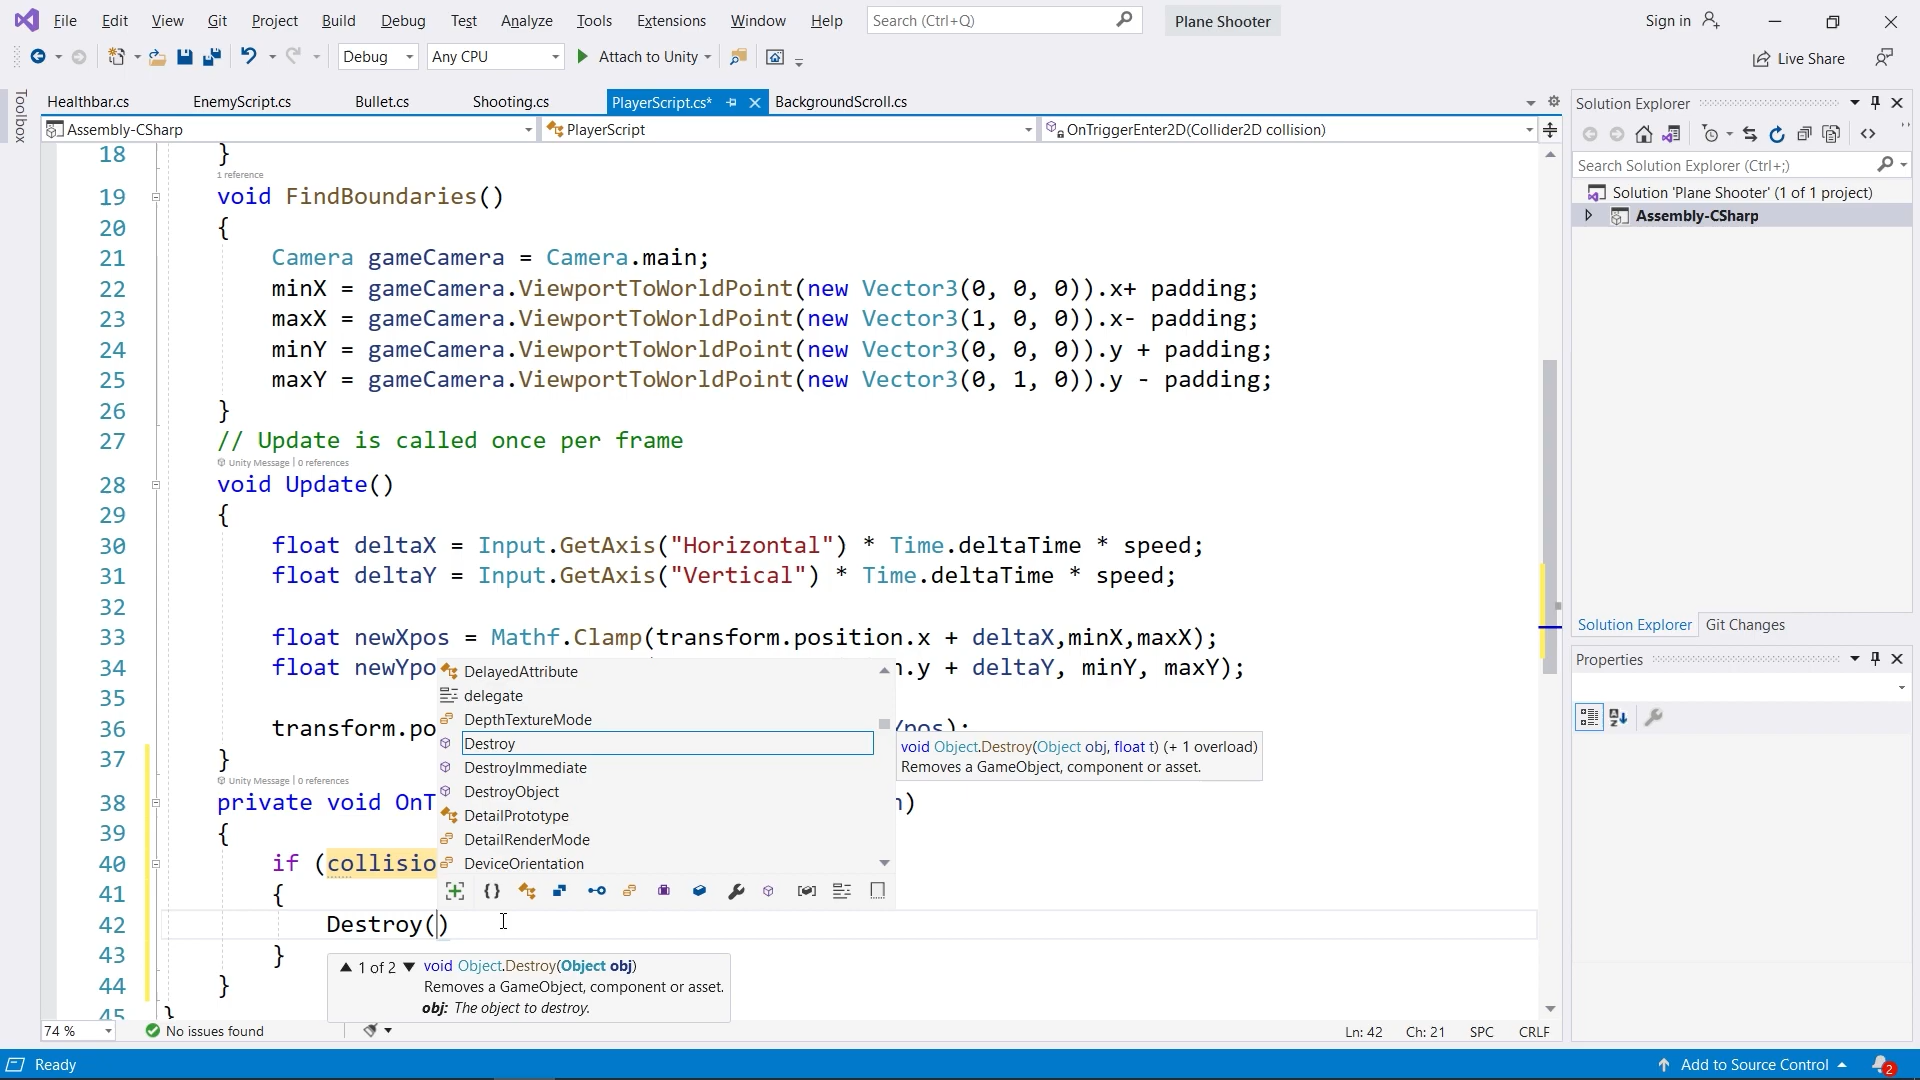 File Edit View Git Project Build Debug Test Analyze Tools Extensions Window Help Search (Ctrl+Q) Plane Shooter Sign in
Debug Any CPU Attach to Unity Live Share
Toolbox
Healthbar.cs EnemyScript.cs Bullet.cs Shooting.cs PlayerScript.cs* BackgroundScroll.cs
Assembly-CSharp PlayerScript OnTriggerEnter2D(Collider2D collision)
18 }
1 reference
19 void FindBoundaries()
20 {
21 Camera gameCamera = Camera.main;
22 minX = gameCamera.ViewportToWorldPoint(new Vector3(0, 0, 0)).x+ padding;
23 maxX = gameCamera.ViewportToWorldPoint(new Vector3(1, 0, 0)).x- padding;
24 minY = gameCamera.ViewportToWorldPoint(new Vector3(0, 0, 0)).y + padding;
25 maxY = gameCamera.ViewportToWorldPoint(new Vector3(0, 1, 0)).y - padding;
26 }
27 // Update is called once per frame
Unity Message | 0 references
28 void Update()
29 {
30 float deltaX = Input.GetAxis("Horizontal") * Time.deltaTime * speed;
31 float deltaY = Input.GetAxis("Vertical") * Time.deltaTime * speed;
32
33 float newXpos = Mathf.Clamp(transform.position.x + deltaX,minX,maxX);
34 float newYpo n.y + deltaY, minY, maxY);
35
36 transform.po pos);
37 }
Unity Message | 0 references
38 private void OnT n)
39 {
40 if (collisio
41 {
42 Destroy()
43 }
44 }
45 }
DelayedAttribute
delegate
DepthTextureMode
Destroy
DestroyImmediate
DestroyObject
DetailPrototype
DetailRenderMode
DeviceOrientation
void Object.Destroy(Object obj, float t) (+ 1 overload)
Removes a GameObject, component or asset.
1 of 2 void Object.Destroy(Object obj)
Removes a GameObject, component or asset.
obj: The object to destroy.
74 % No issues found Ln: 42 Ch: 21 SPC CRLF
Solution Explorer
Search Solution Explorer (Ctrl+;)
Solution 'Plane Shooter' (1 of 1 project)
Assembly-CSharp
Solution Explorer Git Changes
Properties
Ready Add to Source Control 2